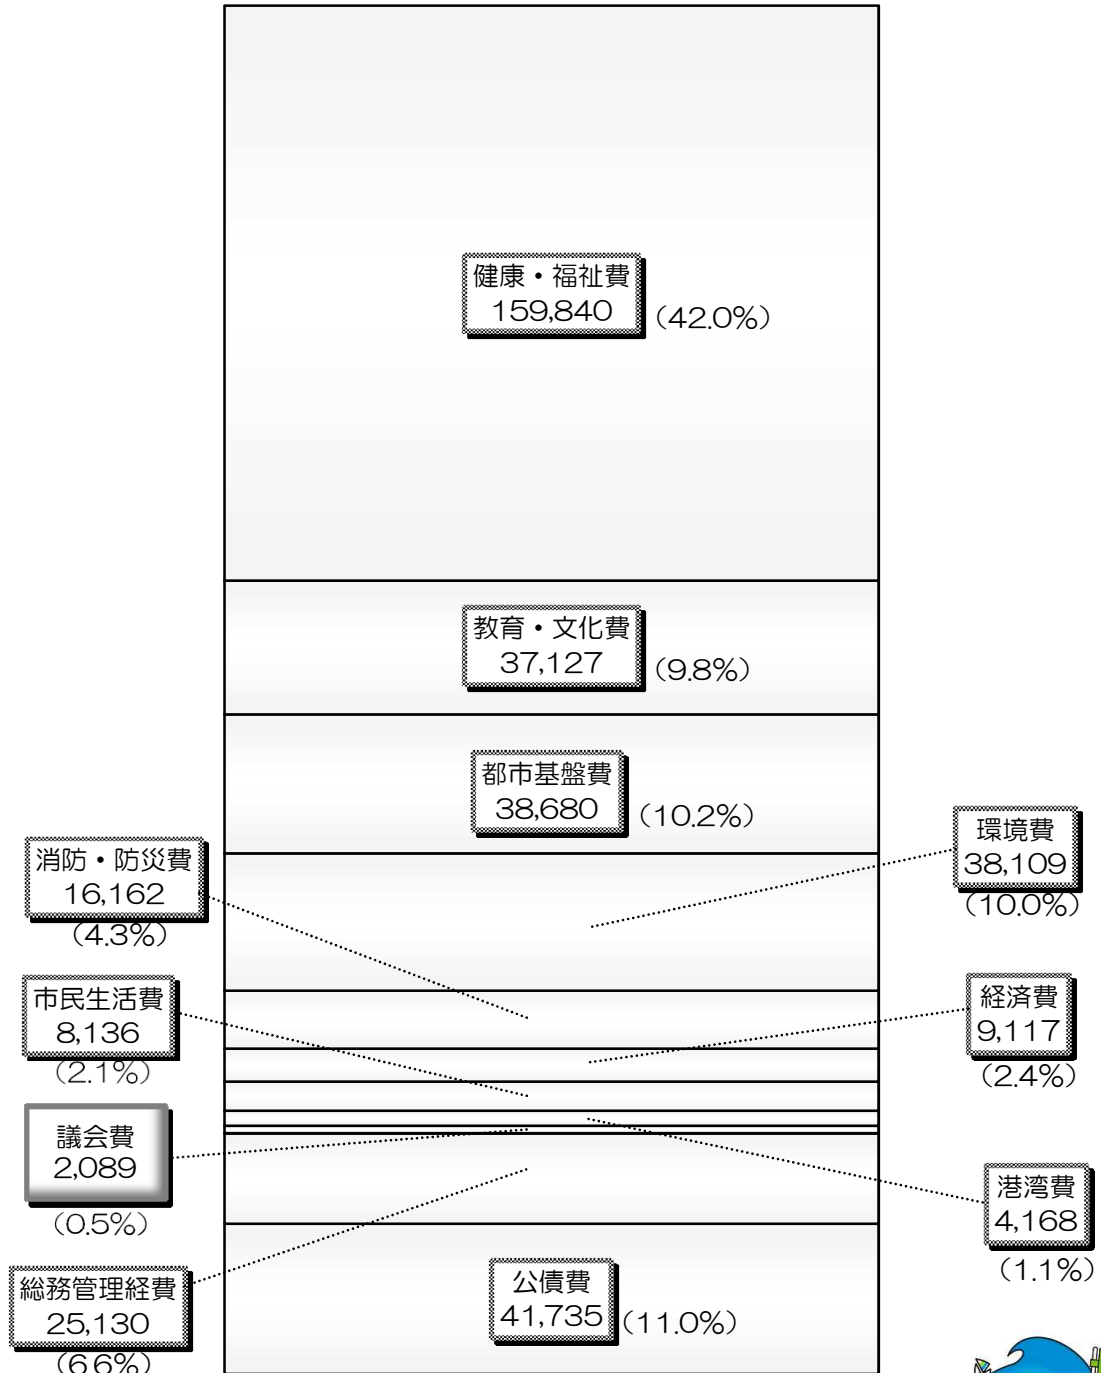 健康・福祉費
159,840
(42.0%)
教育・文化費
37,127
(9.8%)
都市基盤費
38,680
(10.2%)
環境費
38,109
(10.0%)
消防・防災費
16,162
(4.3%)
市民生活費
8,136
(2.1%)
経済費
9,117
(2.4%)
議会費
2,089
(0.5%)
港湾費
4,168
(1.1%)
総務管理経費
25,130
(6.6%)
公債費
41,735
(11.0%)